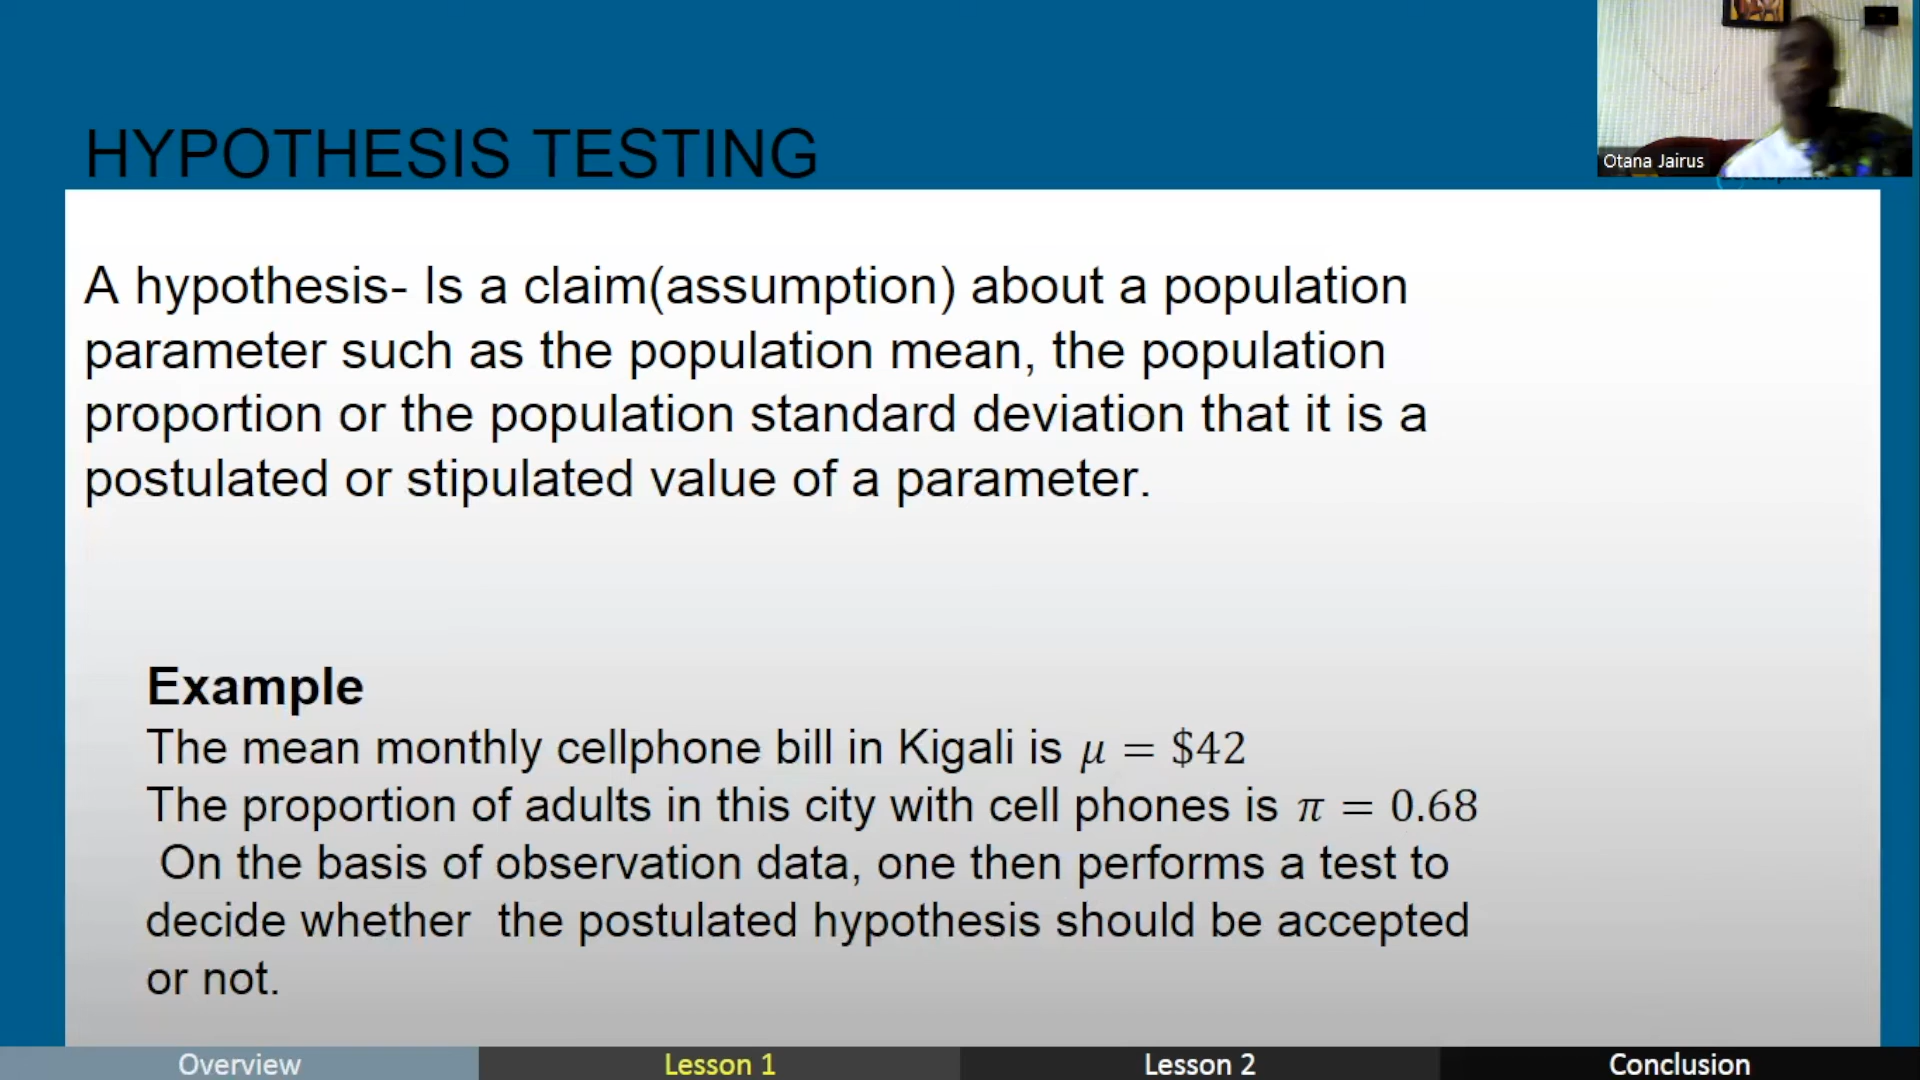 HYPOTHESIS TESTING
Otana Jairus
A hypothesis- Is a claim(assumption) about a population
parameter such as the population mean, the population
proportion or the population standard deviation that it is a
postulated or stipulated value of a parameter.
Example
The mean monthly cellphone bill in Kigali is μ = $42
The proportion of adults in this city with cell phones is π = 0.68
On the basis of observation data, one then performs a test to
decide whether the postulated hypothesis should be accepted
or not.
Overview Lesson 1 Lesson 2 Conclusion